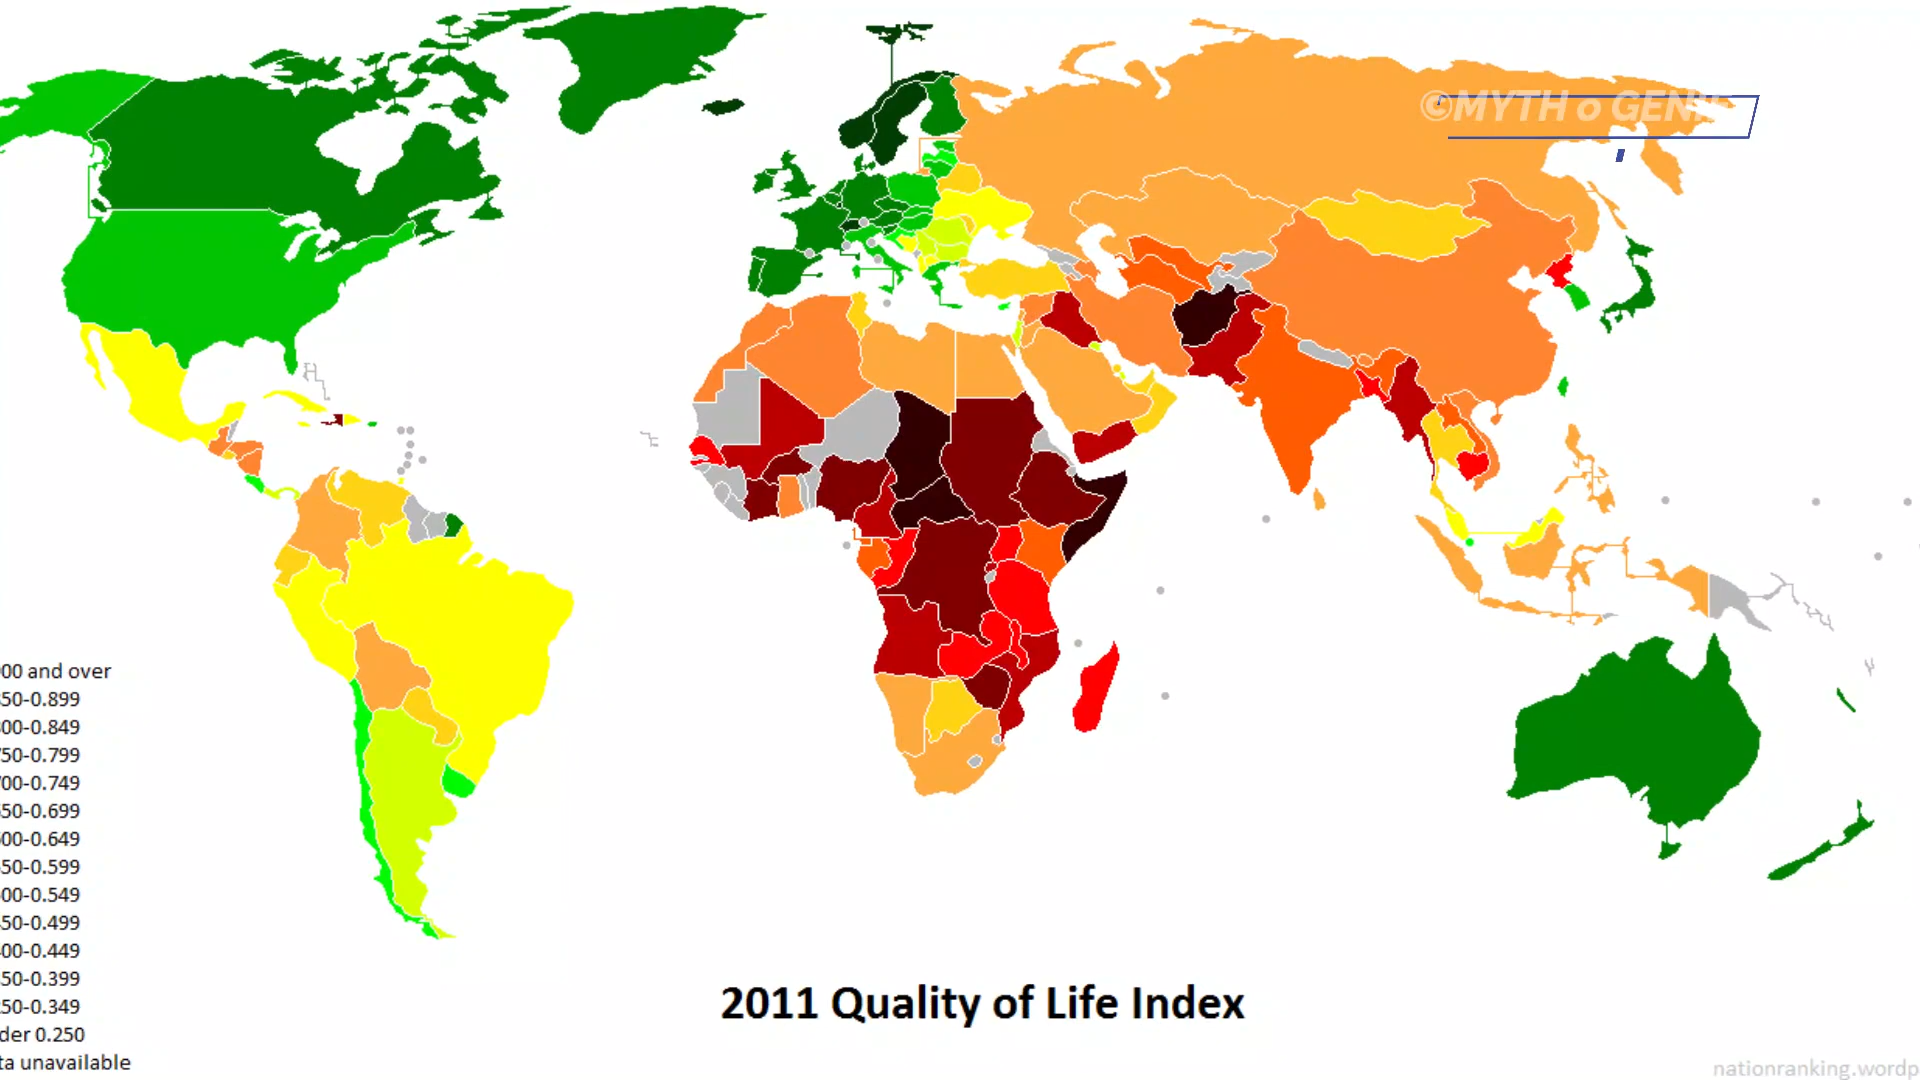 ©MYTH o GEN
00 and over
50-0.899
00-0.849
50-0.799
00-0.749
50-0.699
00-0.649
50-0.599
00-0.549
50-0.499
00-0.449
50-0.399
50-0.349
der 0.250
ta unavailable
2011 Quality of Life Index
nationranking.wordp